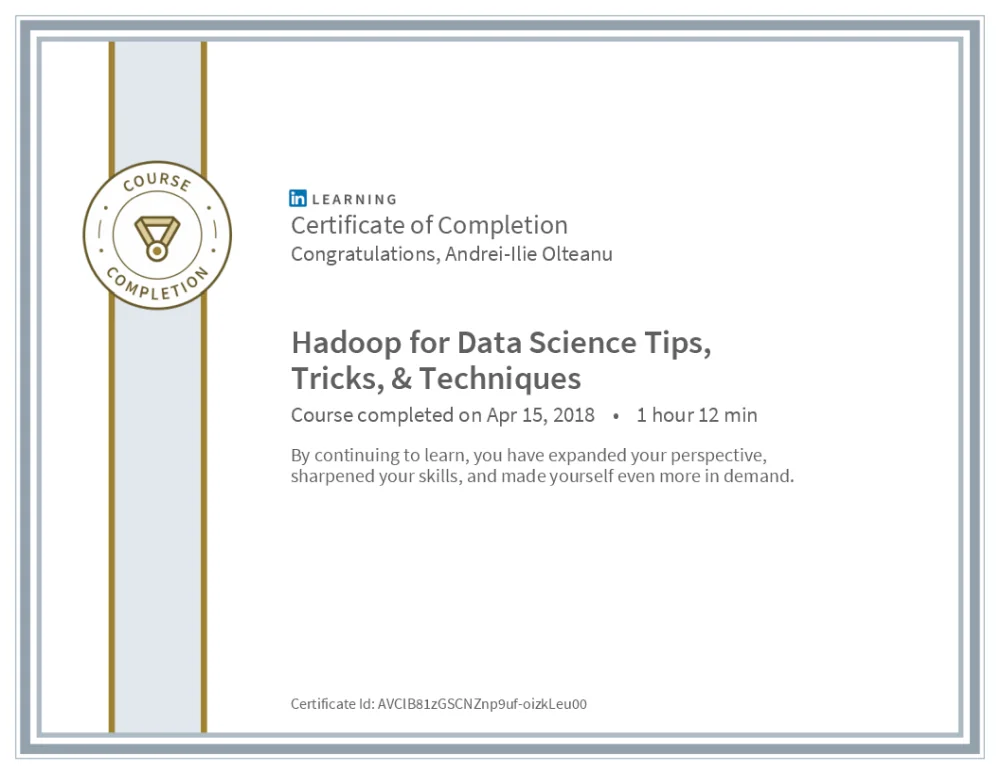 COURSE
COMPLETION
in LEARNING
Certificate of Completion
Congratulations, Andrei-Ilie Olteanu
Hadoop for Data Science Tips,
Tricks, & Techniques
Course completed on Apr 15, 2018 • 1 hour 12 min
By continuing to learn, you have expanded your perspective,
sharpened your skills, and made yourself even more in demand.
Certificate Id: AVClB81zGSCNZnp9uf-oizkLeu00